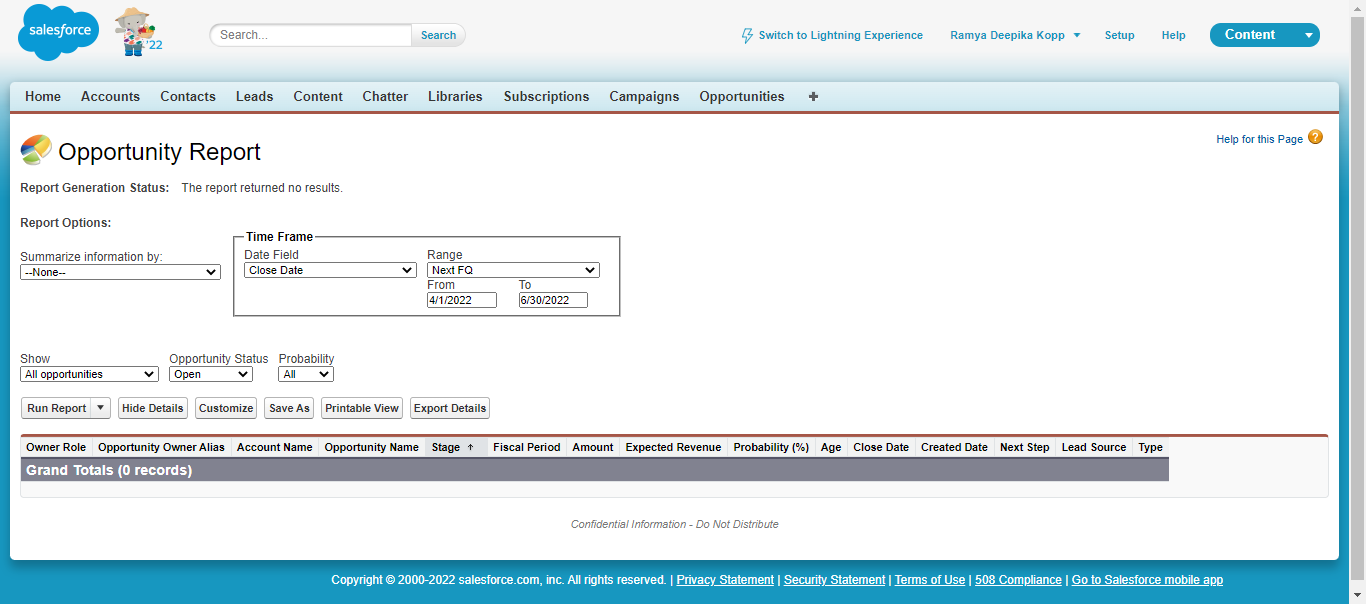 salesforce
'22
Search... Search
Switch to Lightning Experience Ramya Deepika Kopp Setup Help Content
Home Accounts Contacts Leads Content Chatter Libraries Subscriptions Campaigns Opportunities +
Opportunity Report
Help for this Page ?
Report Generation Status: The report returned no results.
Report Options:
Summarize information by:
--None--
Time Frame
Date Field Range
Close Date Next FQ
From To
4/1/2022 6/30/2022
Show Opportunity Status Probability
All opportunities Open All
Run Report Hide Details Customize Save As Printable View Export Details
Owner Role Opportunity Owner Alias Account Name Opportunity Name Stage ↑ Fiscal Period Amount Expected Revenue Probability (%) Age Close Date Created Date Next Step Lead Source Type
Grand Totals (0 records)
Confidential Information - Do Not Distribute
Copyright © 2000-2022 salesforce.com, inc. All rights reserved. | Privacy Statement | Security Statement | Terms of Use | 508 Compliance | Go to Salesforce mobile app